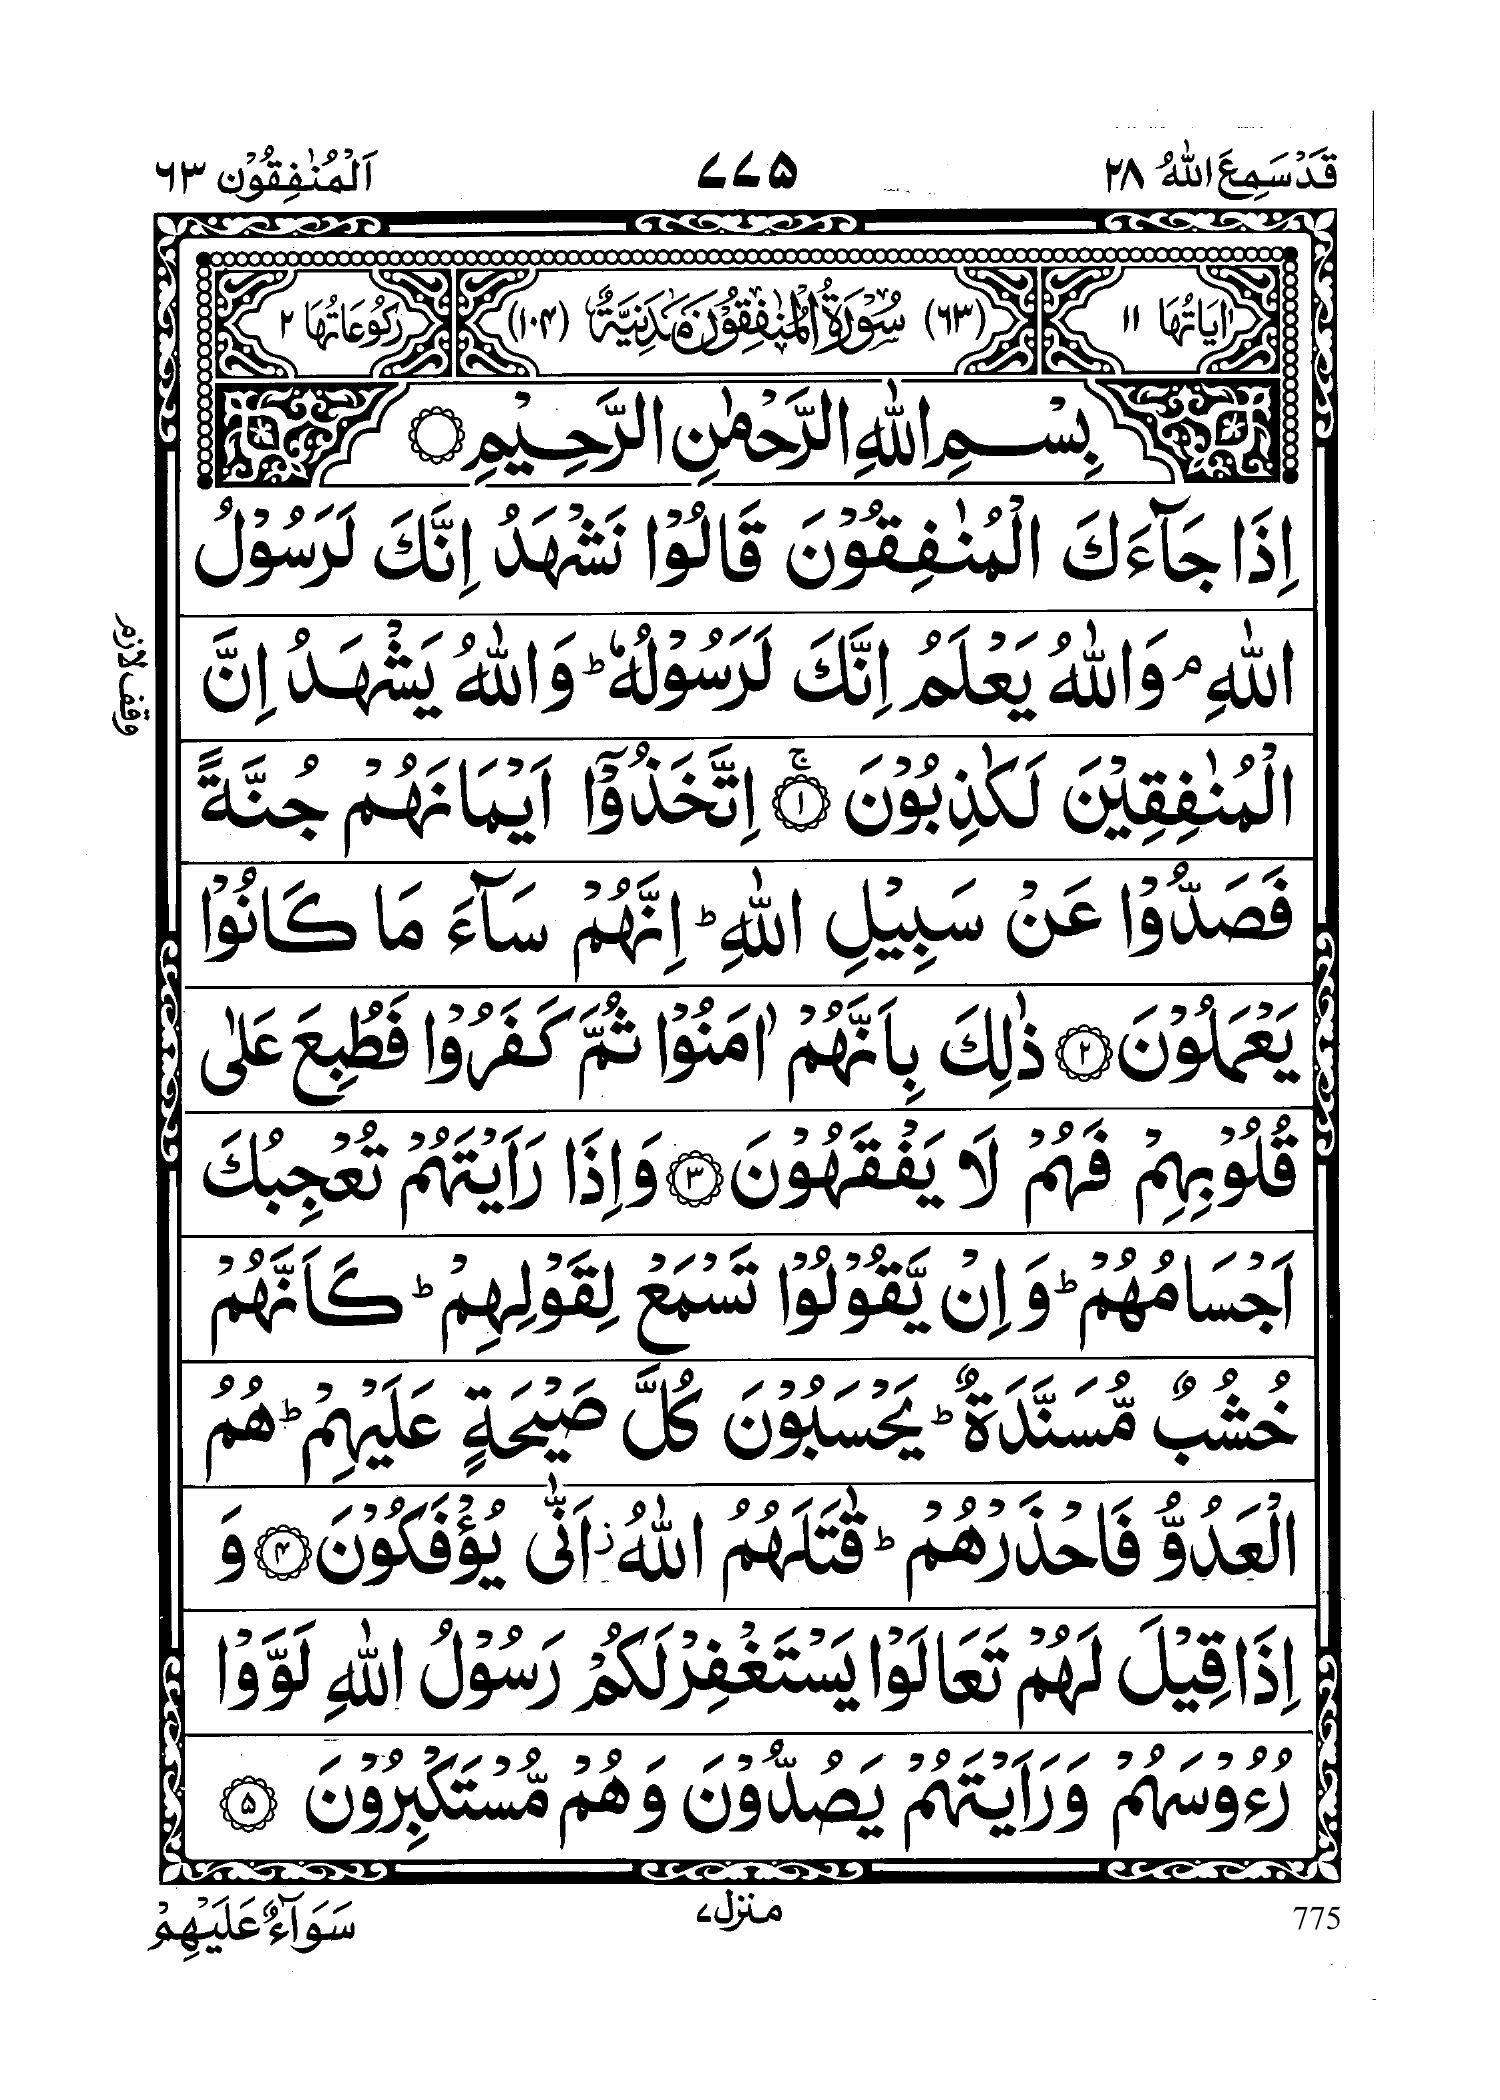 قَدْ سَمِعَ اللّٰهُ ٢٨
٧٧٥
اَلْمُنٰفِقُوْن ٦٣
اٰيَاتُهَا ١١
(٦٣) سُوْرَةُ الْمُنٰفِقُوْنَ مَدَنِيَّةٌ (١٠٤)
رُكُوْعَاتُهَا ٢
بِسْمِ اللّٰهِ الرَّحْمٰنِ الرَّحِيْمِ
اِذَا جَآءَكَ الْمُنٰفِقُوْنَ قَالُوْا نَشْهَدُ اِنَّكَ لَرَسُوْلُ
اللّٰهِ ۘ وَاللّٰهُ يَعْلَمُ اِنَّكَ لَرَسُوْلُهٗ ؕ وَاللّٰهُ يَشْهَدُ اِنَّ
وقف لازم
الْمُنٰفِقِيْنَ لَكٰذِبُوْنَ ۚ ﴿١﴾ اِتَّخَذُوْۤا اَيْمَانَهُمْ جُنَّةً
فَصَدُّوْا عَنْ سَبِيْلِ اللّٰهِ ؕ اِنَّهُمْ سَآءَ مَا كَانُوْا
يَعْمَلُوْنَ ﴿٢﴾ ذٰلِكَ بِاَنَّهُمْ اٰمَنُوْا ثُمَّ كَفَرُوْا فَطُبِعَ عَلٰى
قُلُوْبِهِمْ فَهُمْ لَا يَفْقَهُوْنَ ﴿٣﴾ وَاِذَا رَاَيْتَهُمْ تُعْجِبُكَ
اَجْسَامُهُمْ ؕ وَاِنْ يَّقُوْلُوْا تَسْمَعْ لِقَوْلِهِمْ ؕ كَاَنَّهُمْ
خُشُبٌ مُّسَنَّدَةٌ ؕ يَحْسَبُوْنَ كُلَّ صَيْحَةٍ عَلَيْهِمْ ؕ هُمُ
الْعَدُوُّ فَاحْذَرْهُمْ ؕ قٰتَلَهُمُ اللّٰهُ ز اَنّٰى يُؤْفَكُوْنَ ﴿٤﴾ وَ
اِذَا قِيْلَ لَهُمْ تَعَالَوْا يَسْتَغْفِرْ لَكُمْ رَسُوْلُ اللّٰهِ لَوَّوْا
رُءُوْسَهُمْ وَرَاَيْتَهُمْ يَصُدُّوْنَ وَهُمْ مُّسْتَكْبِرُوْنَ ﴿٥﴾
سَوَآءٌ عَلَيْهِمْ
منزل ٧
775